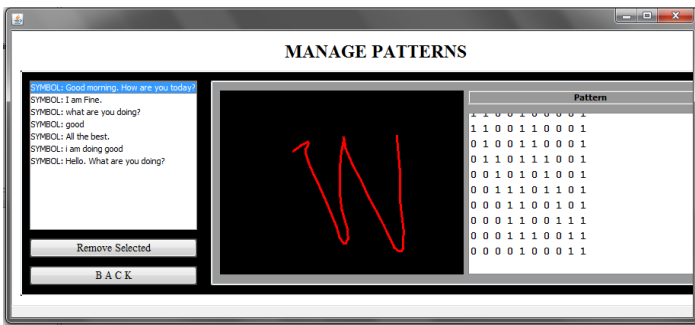 MANAGE PATTERNS
SYMBOL: Good morning. How are you today?
SYMBOL: I am Fine.
SYMBOL: what are you doing?
SYMBOL: good
SYMBOL: All the best.
SYMBOL: i am doing good
SYMBOL: Hello. What are you doing?
Remove Selected
B A C K
Pattern
1 1 0 0 1 1 0 0 0 1
0 1 0 0 1 1 0 0 0 1
0 1 1 0 1 1 1 0 0 1
0 0 1 0 1 0 1 0 0 1
0 0 1 1 1 0 1 1 0 1
0 0 0 1 1 0 0 1 0 1
0 0 0 1 1 0 0 1 1 1
0 0 0 1 1 1 0 0 1 1
0 0 0 0 1 0 0 0 1 1